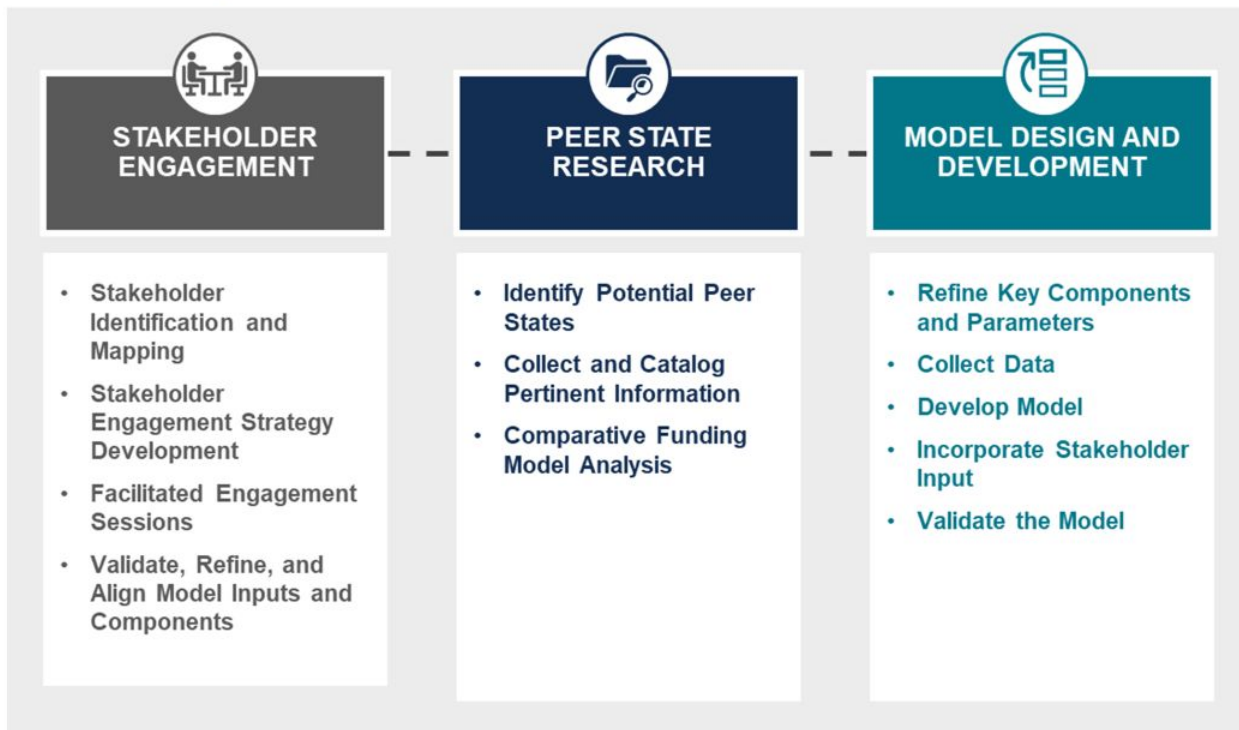 STAKEHOLDER
ENGAGEMENT
• Stakeholder
Identification and
Mapping
• Stakeholder
Engagement Strategy
Development
• Facilitated Engagement
Sessions
• Validate, Refine, and
Align Model Inputs and
Components
PEER STATE
RESEARCH
• Identify Potential Peer
States
• Collect and Catalog
Pertinent Information
• Comparative Funding
Model Analysis
MODEL DESIGN AND
DEVELOPMENT
• Refine Key Components
and Parameters
• Collect Data
• Develop Model
• Incorporate Stakeholder
Input
• Validate the Model